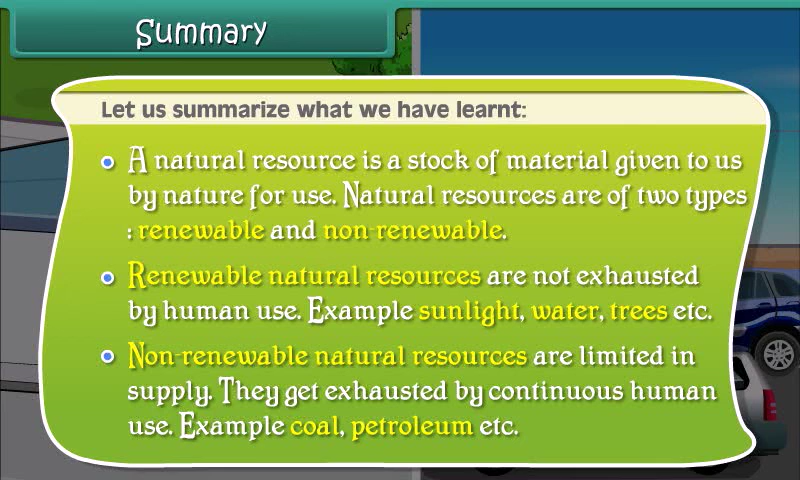 Summary
Let us summarize what we have learnt:
A natural resource is a stock of material given to us
by nature for use. Natural resources are of two types
: renewable and non-renewable.
Renewable natural resources are not exhausted
by human use. Example sunlight, water, trees etc.
Non-renewable natural resources are limited in
supply. They get exhausted by continuous human
use. Example coal, petroleum etc.